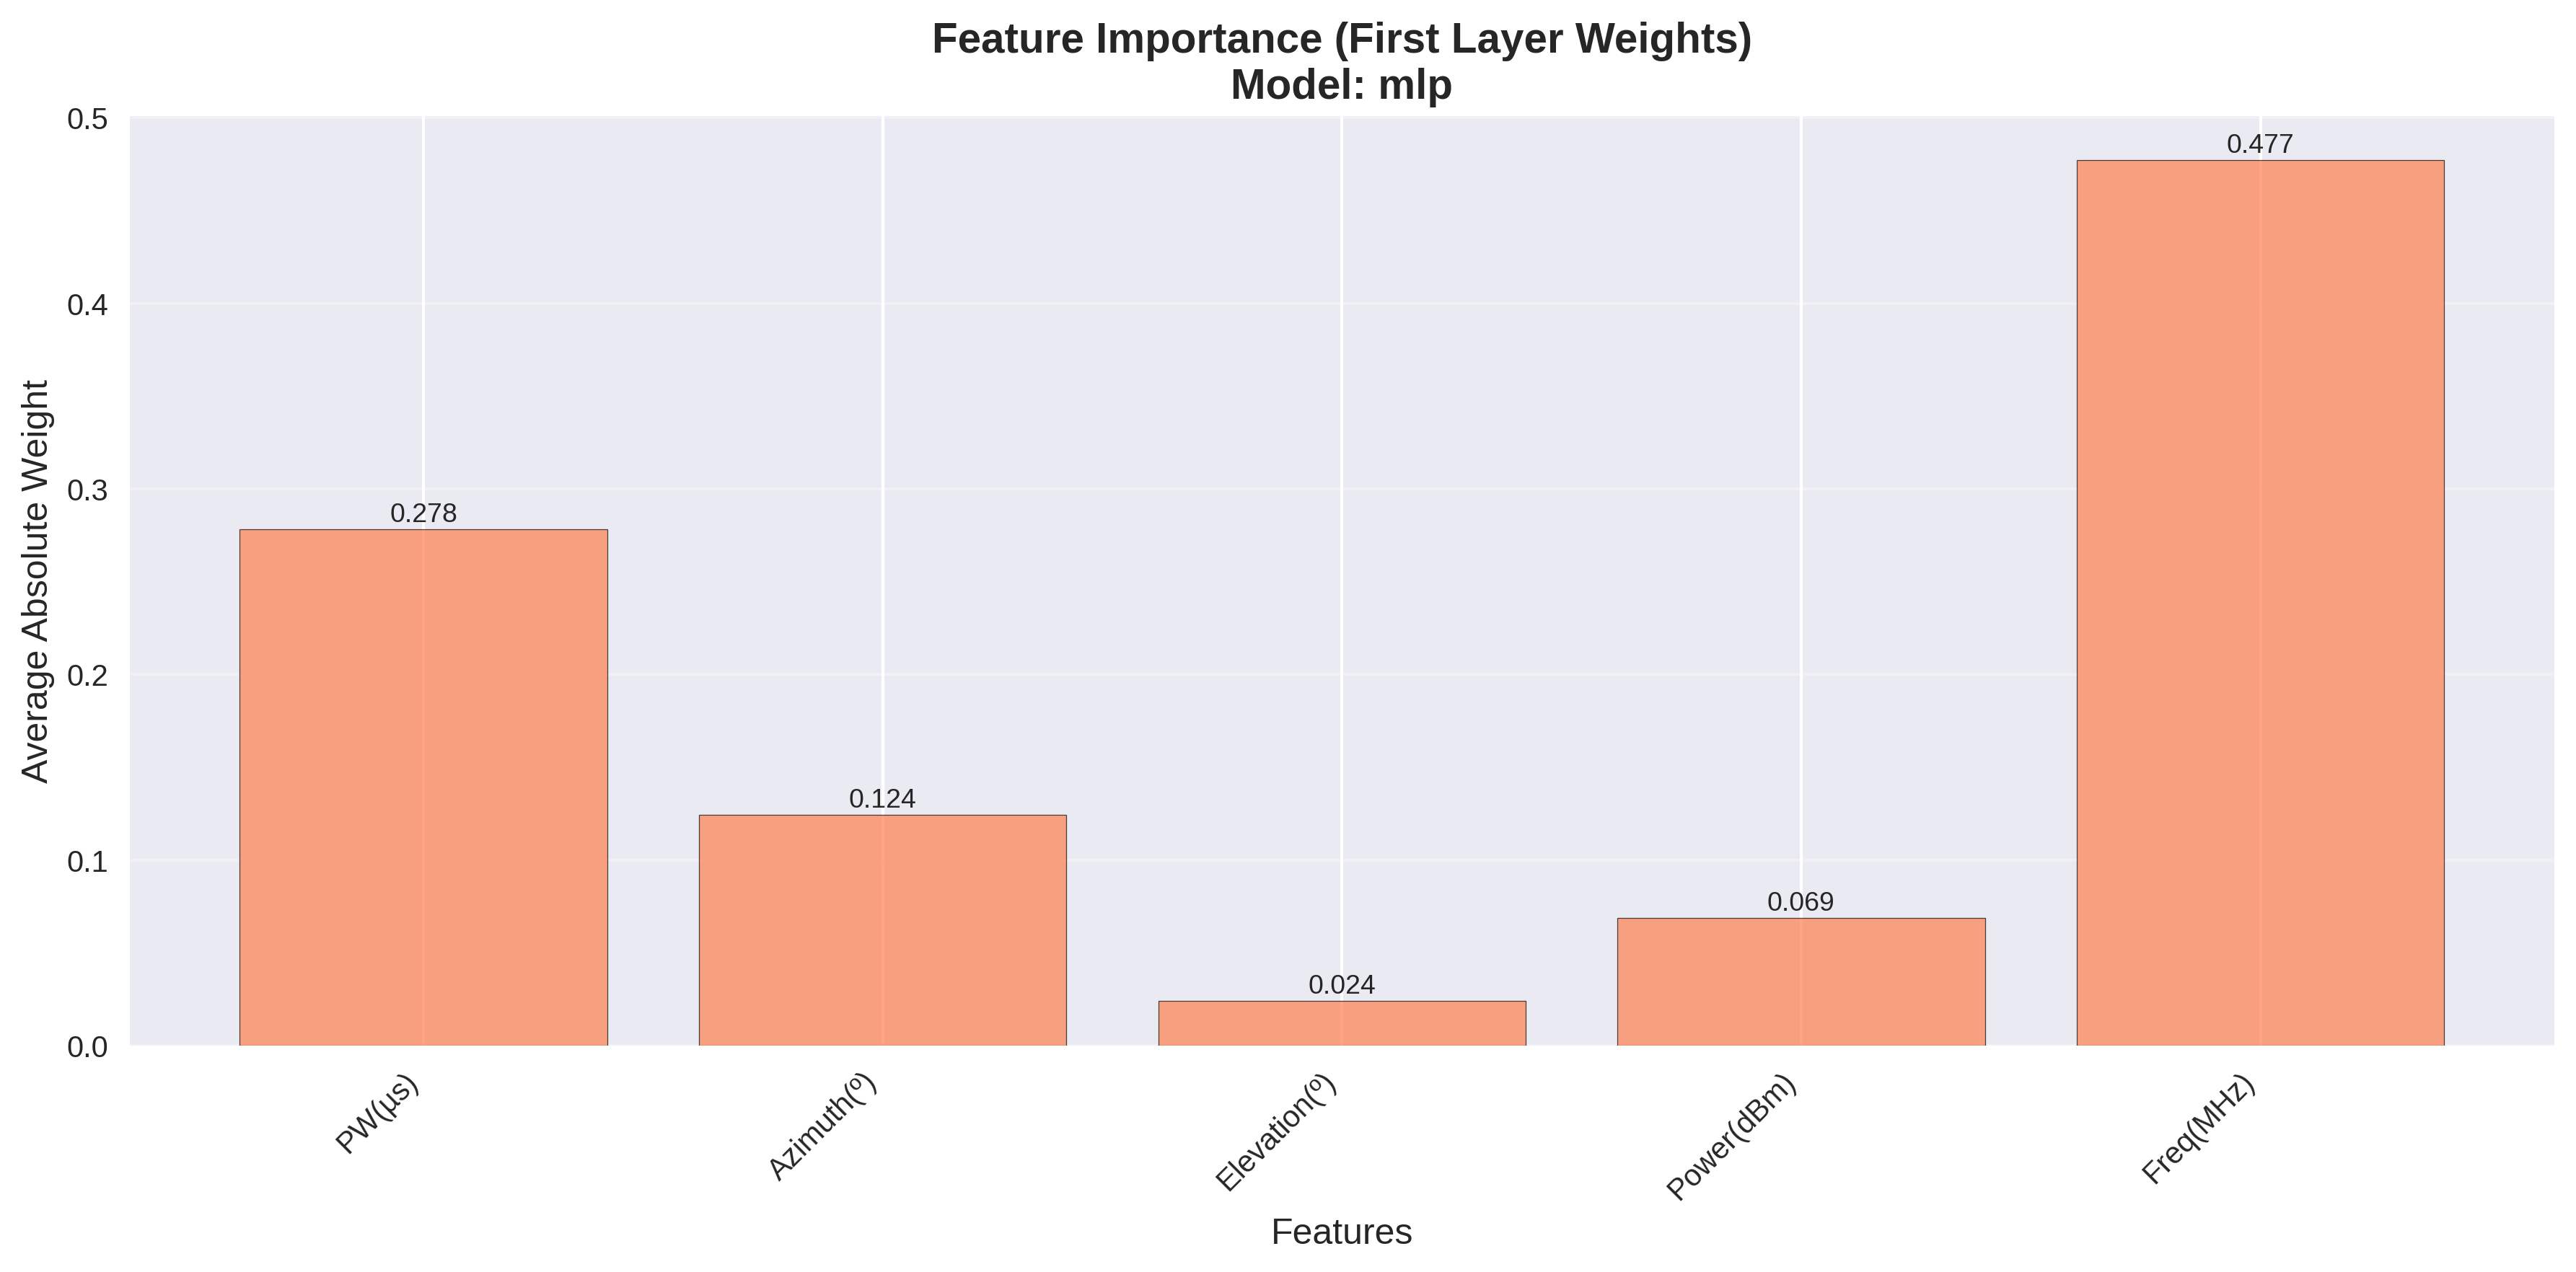 Feature Importance (First Layer Weights)
Model: mlp
Average Absolute Weight
0.5
0.4
0.3
0.2
0.1
0.0
0.278
0.124
0.024
0.069
0.477
PW(µs)
Azimuth(º)
Elevation(º)
Power(dBm)
Freq(MHz)
Features